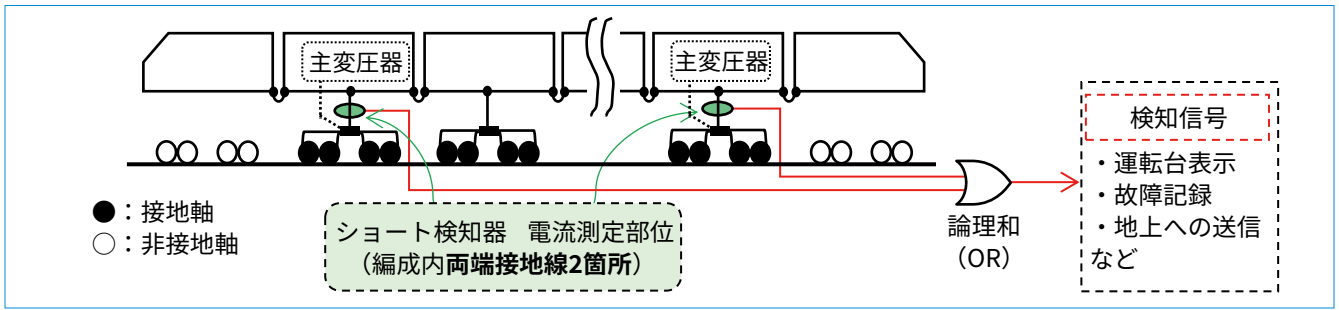 主変圧器
主変圧器
検知信号
・運転台表示
・故障記録
・地上への送信
など
●：接地軸
○：非接地軸
ショート検知器　電流測定部位
（編成内両端接地線2箇所）
論理和
（OR）